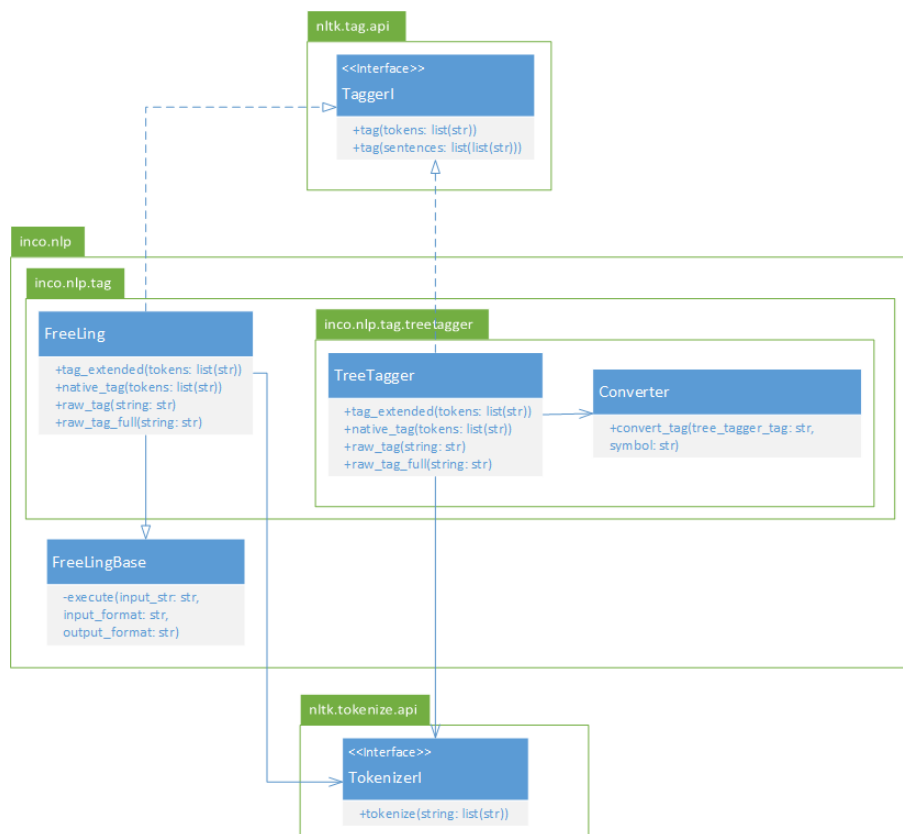 nltk.tag.api
<<Interface>>
TaggerI
+tag(tokens: list(str))
+tag(sentences: list(list(str)))
inco.nlp
inco.nlp.tag
FreeLing
+tag_extended(tokens: list(str))
+native_tag(tokens: list(str))
+raw_tag(string: str)
+raw_tag_full(string: str)
inco.nlp.tag.treetagger
TreeTagger
+tag_extended(tokens: list(str))
+native_tag(tokens: list(str))
+raw_tag(string: str)
+raw_tag_full(string: str)
Converter
+convert_tag(tree_tagger_tag: str,
symbol: str)
FreeLingBase
-execute(input_str: str,
input_format: str,
output_format: str)
nltk.tokenize.api
<<Interface>>
TokenizerI
+tokenize(string: list(str))